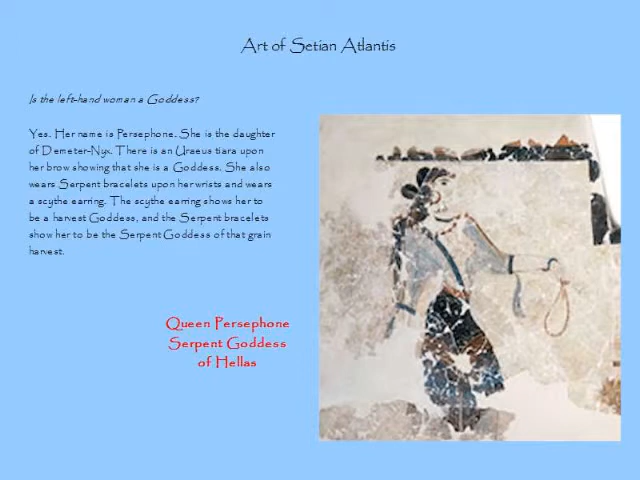 Art of Setian Atlantis
Is the left-hand woman a Goddess?
Yes. Her name is Persephone. She is the daughter
of Demeter-Nyx. There is an Uraeus tiara upon
her brow showing that she is a Goddess. She also
wears Serpent bracelets upon her wrists and wears
a scythe earring. The scythe earring shows her to
be a harvest Goddess, and the Serpent bracelets
show her to be the Serpent Goddess of that grain
harvest.
Queen Persephone
Serpent Goddess
of Hellas